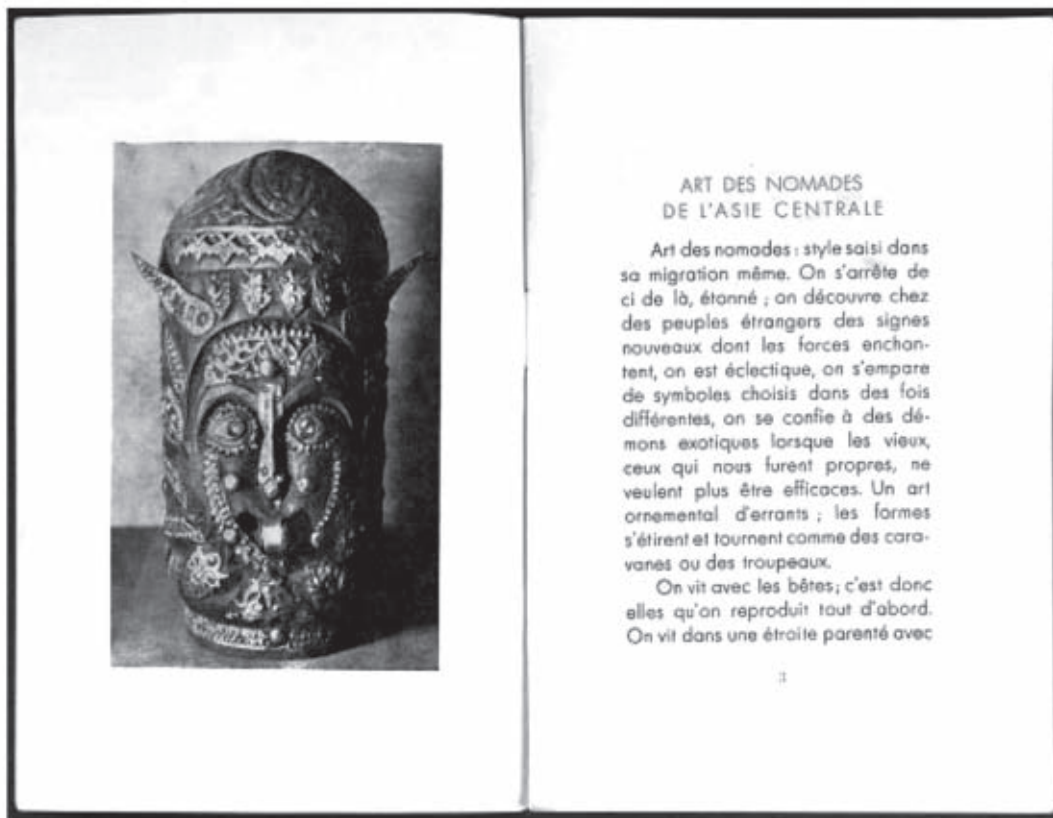 ART DES NOMADES
DE L'ASIE CENTRALE
Art des nomades : style saisi dans
sa migration même. On s'arrête de
ci de là, étonné ; on découvre chez
des peuples étrangers des signes
nouveaux dont les forces enchan-
tent, on est éclectique, on s'empare
de symboles choisis dans des fois
différentes, on se confie à des dé-
mons exotiques lorsque les vieux,
ceux qui nous furent propres, ne
veulent plus être efficaces. Un art
ornemental d'errants ; les formes
s'étirent et tournent comme des cara-
vanes ou des troupeaux.
On vit avec les bêtes ; c'est donc
elles qu'on reproduit tout d'abord.
On vit dans une étroite parenté avec
3